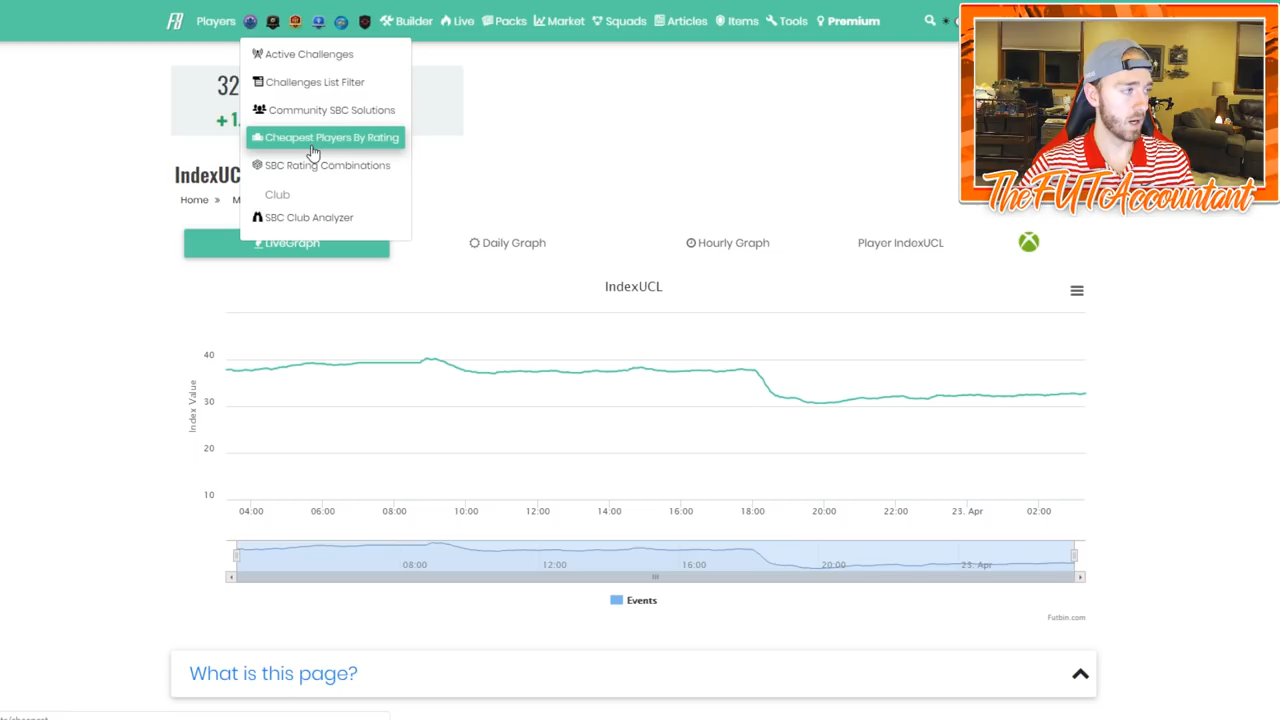 FB Players Builder Live Packs Market Squads Articles Items Tools Premium
Active Challenges
Challenges List Filter
Community SBC Solutions
Cheapest Players By Rating
SBC Rating Combinations
Club
SBC Club Analyzer
32
+ 1.
IndexUCL
Home » M
TheFUTAccountant
LiveGraph Daily Graph Hourly Graph Player IndexUCL
IndexUCL
Index Value
40
30
20
10
04:00 06:00 08:00 10:00 12:00 14:00 16:00 18:00 20:00 22:00 23. Apr 02:00
08:00 12:00 16:00 20:00 23. Apr
Events
Futbin.com
What is this page?